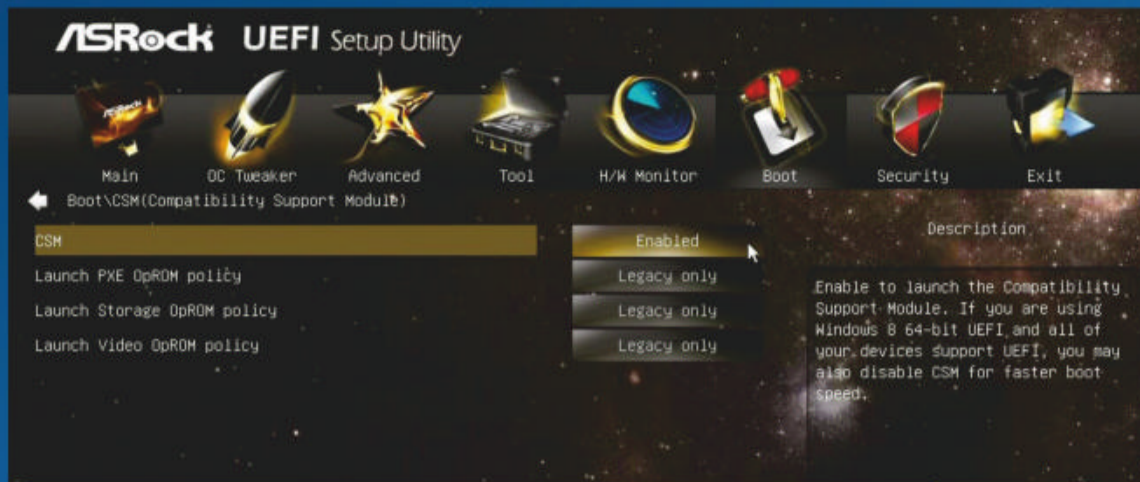 ASRock UEFI Setup Utility
ASRock
Main
OC Tweaker
Advanced
Tool
H/W Monitor
Boot
Security
Exit
Boot\CSM(Compatibility Support Module)
CSM
Enabled
Launch PXE OpROM policy
Legacy only
Launch Storage OpROM policy
Legacy only
Launch Video OpROM policy
Legacy only
Description
Enable to launch the Compatibility
Support Module. If you are using
Windows 8 64-bit UEFI and all of
your devices support UEFI, you may
also disable CSM for faster boot
speed.